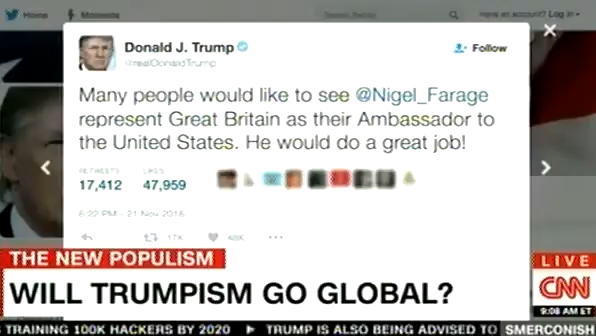 Home Moments
Have an account? Log in
Donald J. Trump
@realDonaldTrump
Follow
Many people would like to see @Nigel_Farage
represent Great Britain as their Ambassador to
the United States. He would do a great job!
RETWEETS LIKES
17,412 47,959
6:22 PM - 21 Nov 2016
17K 48K
THE NEW POPULISM
LIVE
WILL TRUMPISM GO GLOBAL?
CNN
9:08 AM ET
TRAINING 100K HACKERS BY 2020 TRUMP IS ALSO BEING ADVISED TO
SMERCONISH